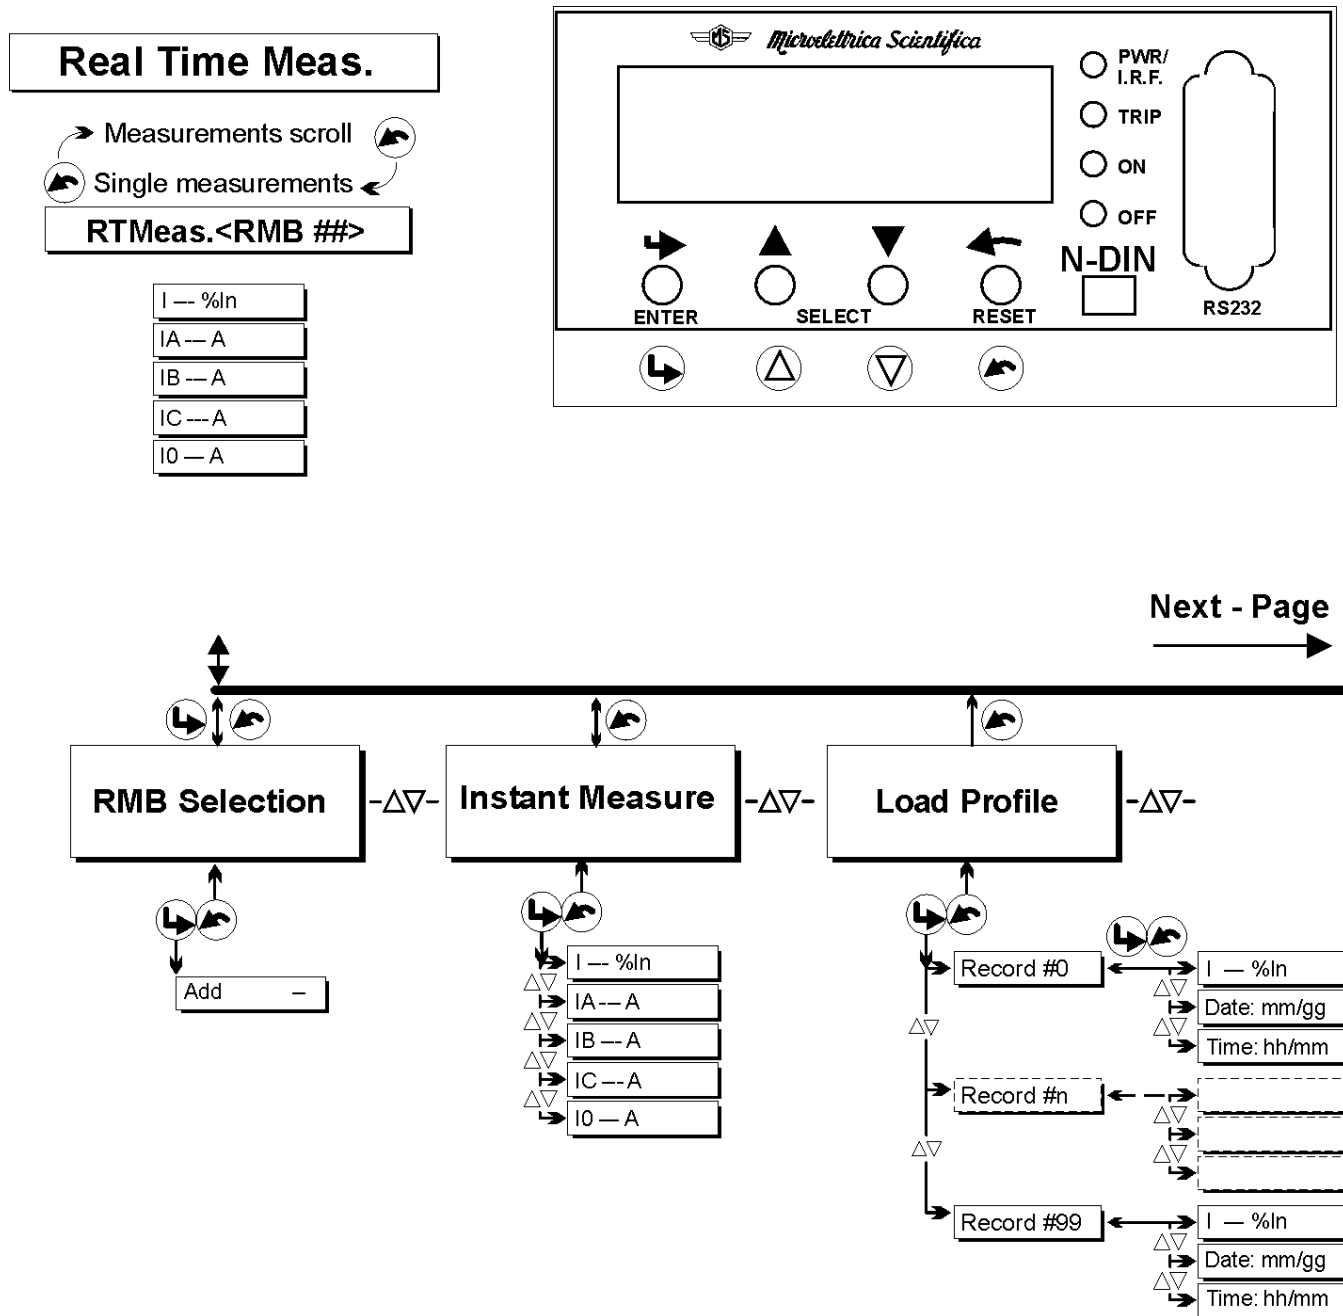 Real Time Meas.
Measurements scroll
Single measurements
RTMeas.<RMB ##>
I --- %In
IA --- A
IB --- A
IC --- A
I0 --- A
MS Microelettrica Scientifica
PWR/
I.R.F.
TRIP
ON
OFF
N-DIN
ENTER
SELECT
RESET
RS232
Next - Page
RMB Selection
Instant Measure
Load Profile
Add –
I --- %In
IA --- A
IB --- A
IC --- A
I0 --- A
Record #0
I --- %In
Date: mm/gg
Time: hh/mm
Record #n
Record #99
I --- %In
Date: mm/gg
Time: hh/mm